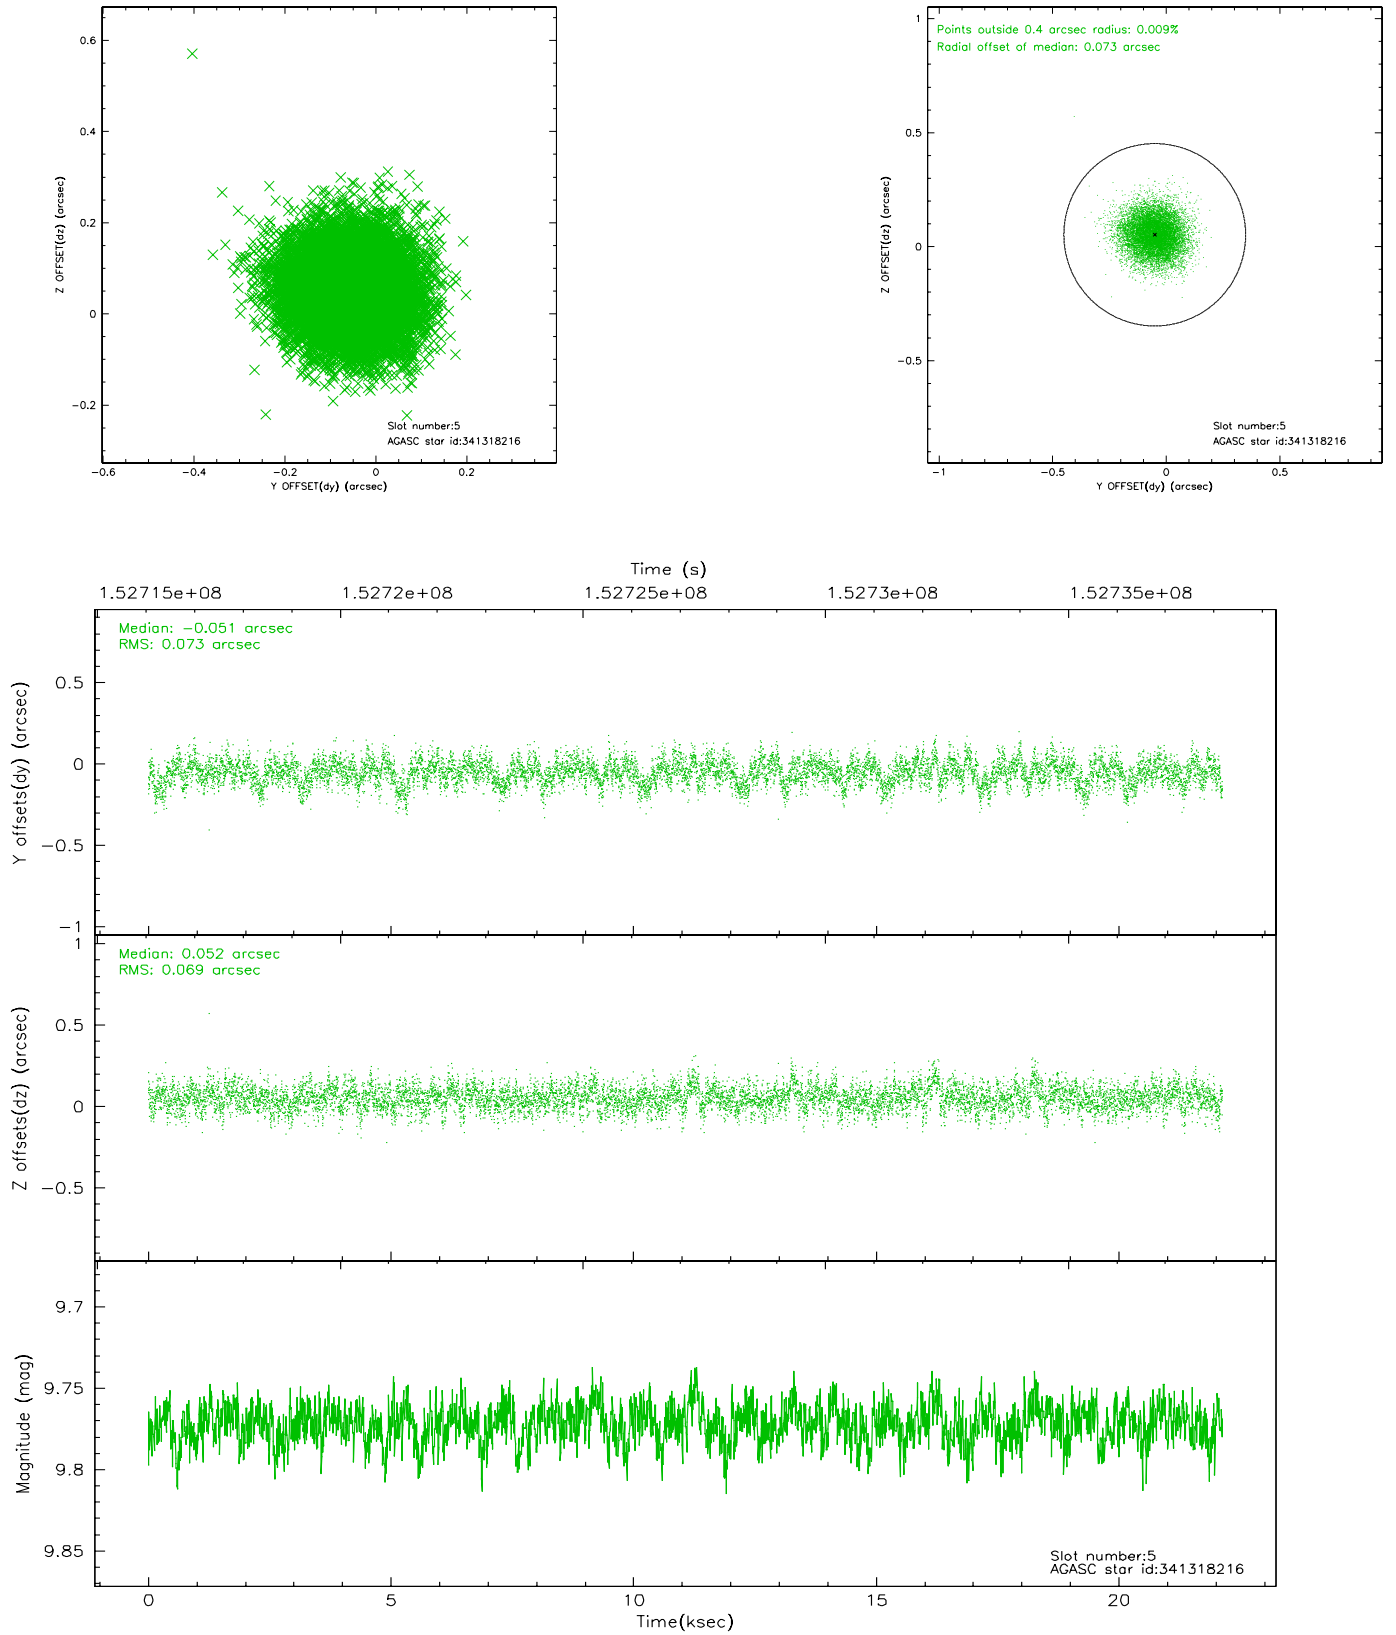 0.6
0.4
0.2
0
-0.2
-0.6
-0.4
-0.2
0
0.2
Z OFFSET(dz) (arcsec)
Y OFFSET(dy) (arcsec)
Slot number:5
AGASC star id:341318216
Points outside 0.4 arcsec radius: 0.009%
Radial offset of median: 0.073 arcsec
1
0.5
0
-0.5
-1
-0.5
0
0.5
Z OFFSET(dz) (arcsec)
Y OFFSET(dy) (arcsec)
Slot number:5
AGASC star id:341318216
Time (s)
1.52715e+08
1.5272e+08
1.52725e+08
1.5273e+08
1.52735e+08
Median: -0.051 arcsec
RMS: 0.073 arcsec
0.5
0
-0.5
-1
Y offsets(dy) (arcsec)
Median: 0.052 arcsec
RMS: 0.069 arcsec
1
0.5
0
-0.5
Z offsets(dz) (arcsec)
9.7
9.75
9.8
9.85
Magnitude (mag)
Slot number:5
AGASC star id:341318216
0
5
10
15
20
Time(ksec)